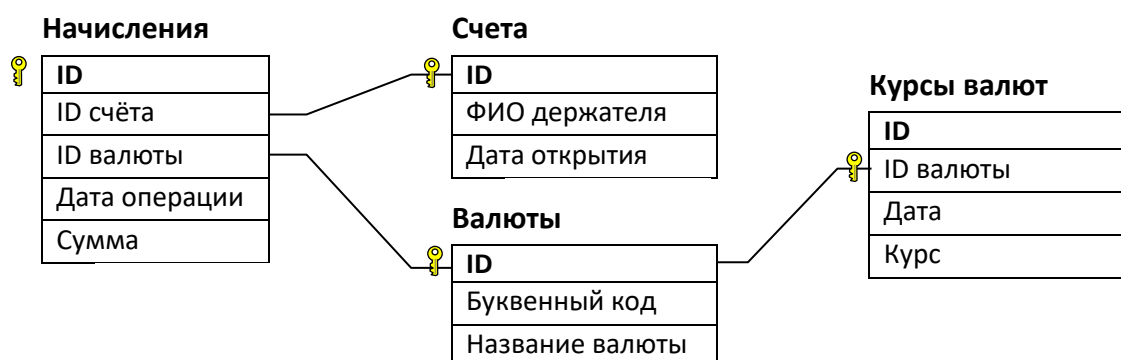 Начисления
ID
ID счёта
ID валюты
Дата операции
Сумма
Счета
ID
ФИО держателя
Дата открытия
Валюты
ID
Буквенный код
Название валюты
Курсы валют
ID
ID валюты
Дата
Курс